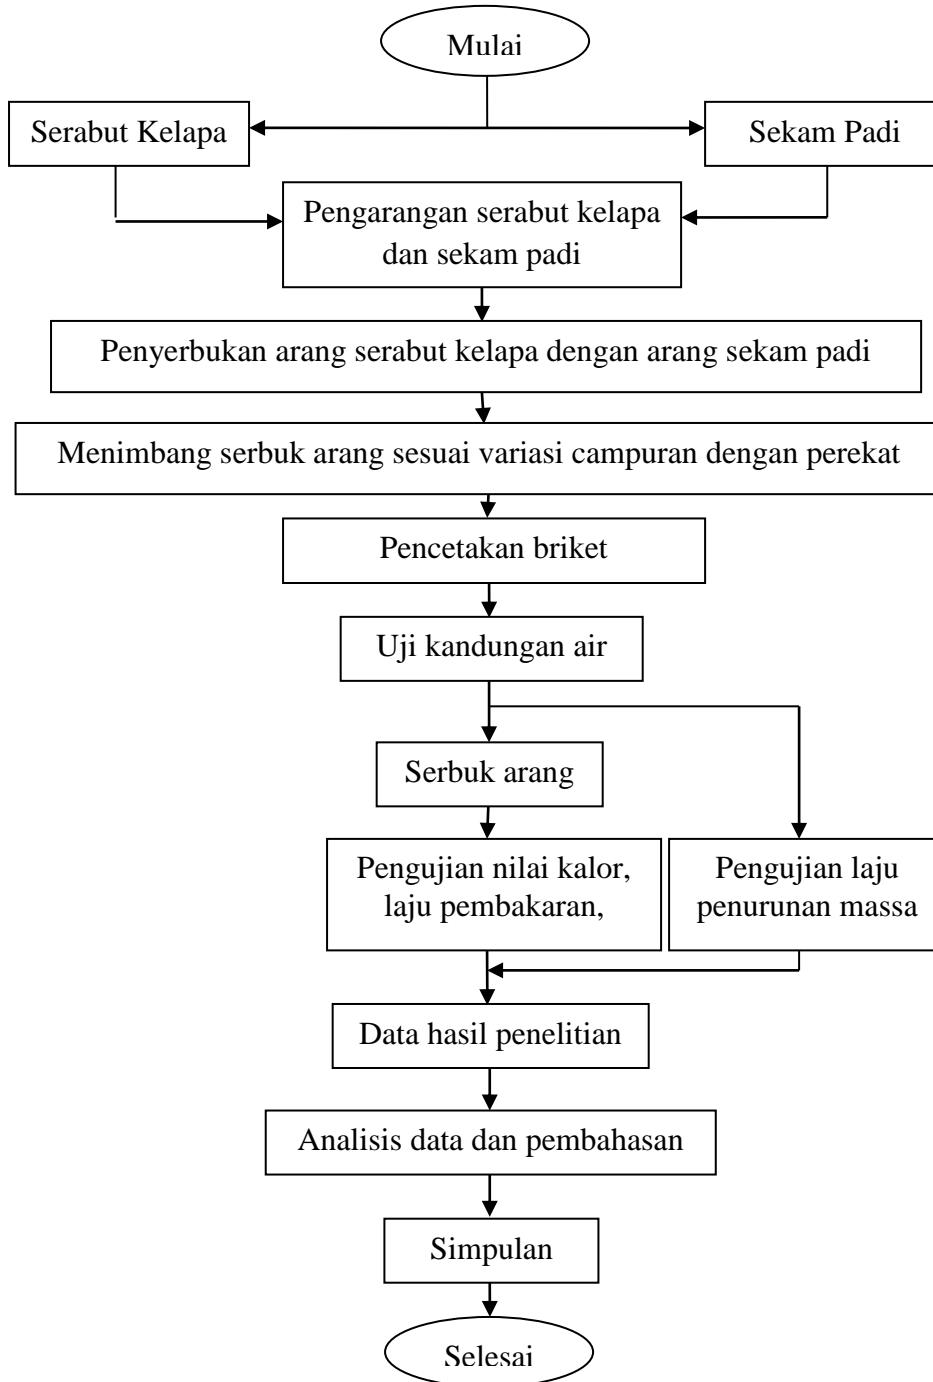 Mulai
Serabut Kelapa
Sekam Padi
Pengarangan serabut kelapa
dan sekam padi
Penyerbukan arang serabut kelapa dengan arang sekam padi
Menimbang serbuk arang sesuai variasi campuran dengan perekat
Pencetakan briket
Uji kandungan air
Serbuk arang
Pengujian nilai kalor,
laju pembakaran,
Pengujian laju
penurunan massa
Data hasil penelitian
Analisis data dan pembahasan
Simpulan
Selesai